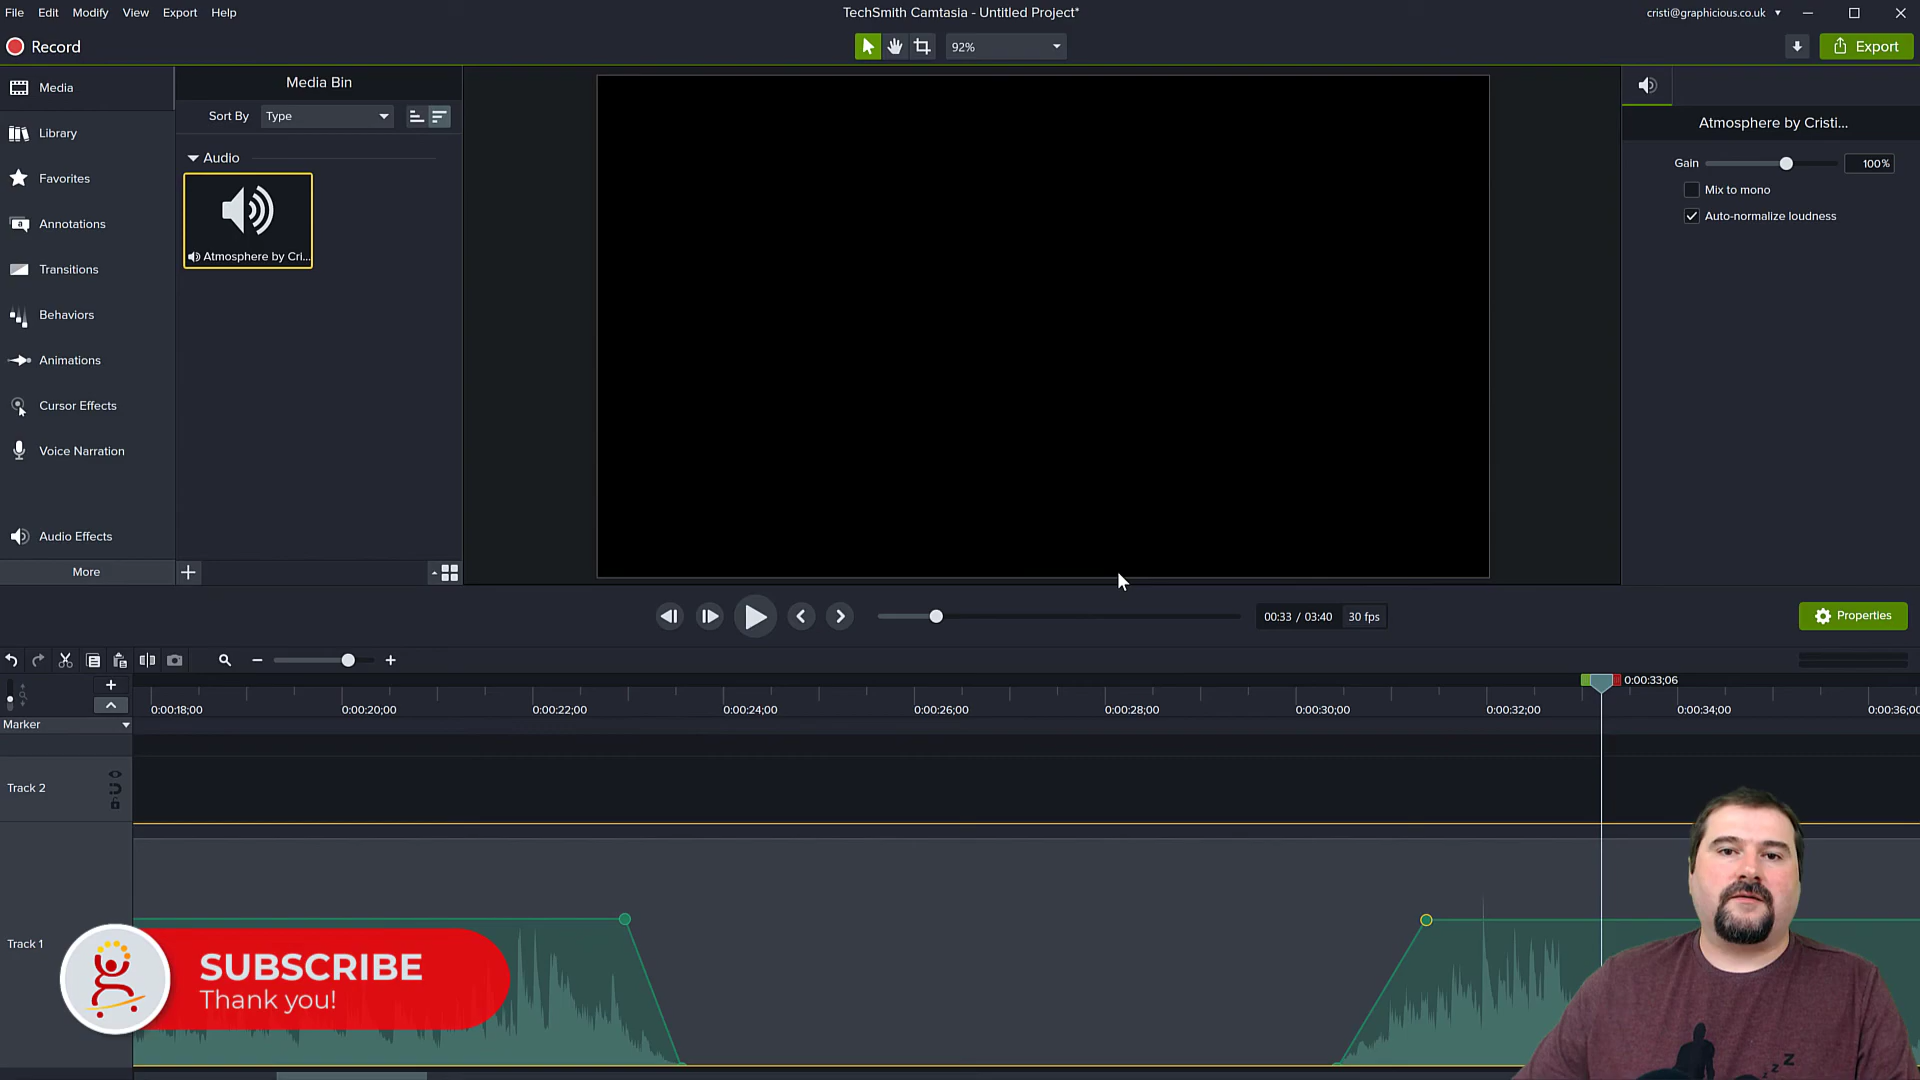 File Edit Modify View Export Help
TechSmith Camtasia - Untitled Project*
cristi@graphicious.co.uk
Record
92%
Export
Media
Media Bin
Sort By Type
Library
Audio
Atmosphere by Cri...
Favorites
Annotations
Transitions
Behaviors
Animations
Cursor Effects
Voice Narration
Audio Effects
More
Atmosphere by Cristi...
Gain 100%
Mix to mono
Auto-normalize loudness
00:33 / 03:40 30 fps
Properties
0:00:33;06
0:00:18;00 0:00:20;00 0:00:22;00 0:00:24;00 0:00:26;00 0:00:28;00 0:00:30;00 0:00:32;00 0:00:34;00 0:00:36;00
Marker
Track 2
Track 1
SUBSCRIBE
Thank you!
z z Z